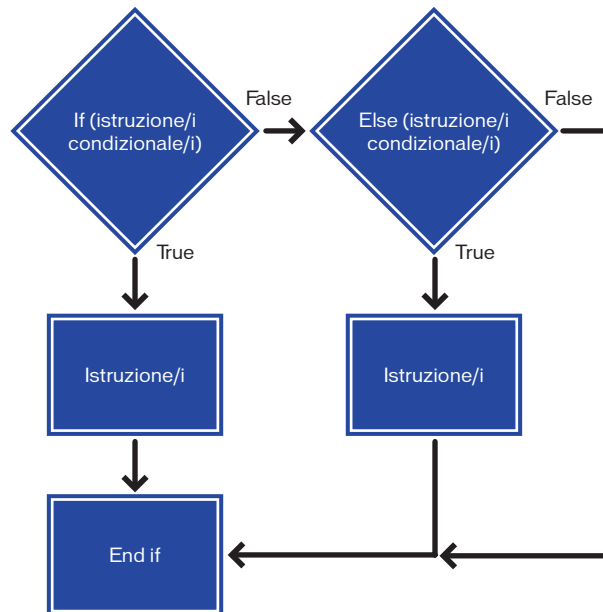 If (istruzione/i
condizionale/i)
False
Else (istruzione/i
condizionale/i)
False
True
True
Istruzione/i
Istruzione/i
End if